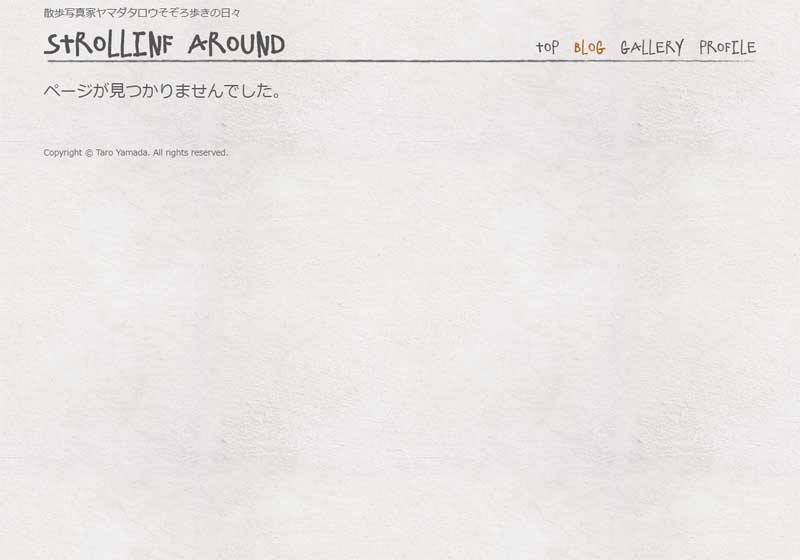 散歩写真家ヤマダタロウそぞろ歩きの日々
STROLLINF AROUND
TOP BLOG GALLERY PROFILE
ページが見つかりませんでした。
Copyright © Taro Yamada. All rights reserved.